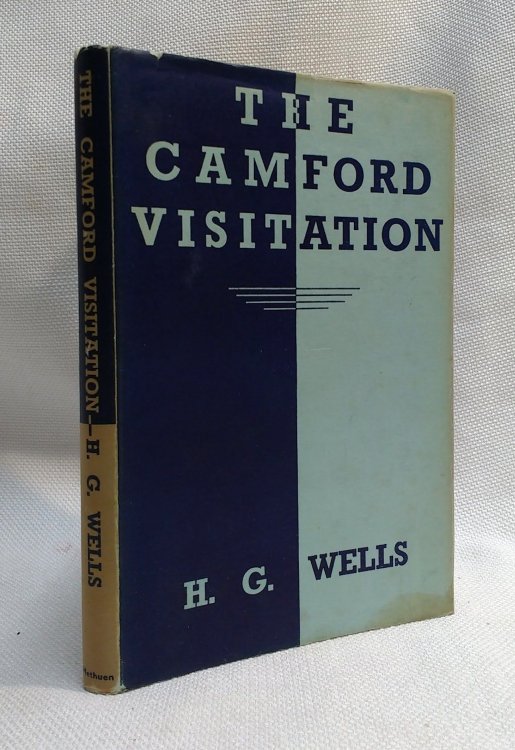 THE
CAMFORD
VISITATION
H. G. WELLS
THE CAMFORD VISITATION—H. G. WELLS
Methuen